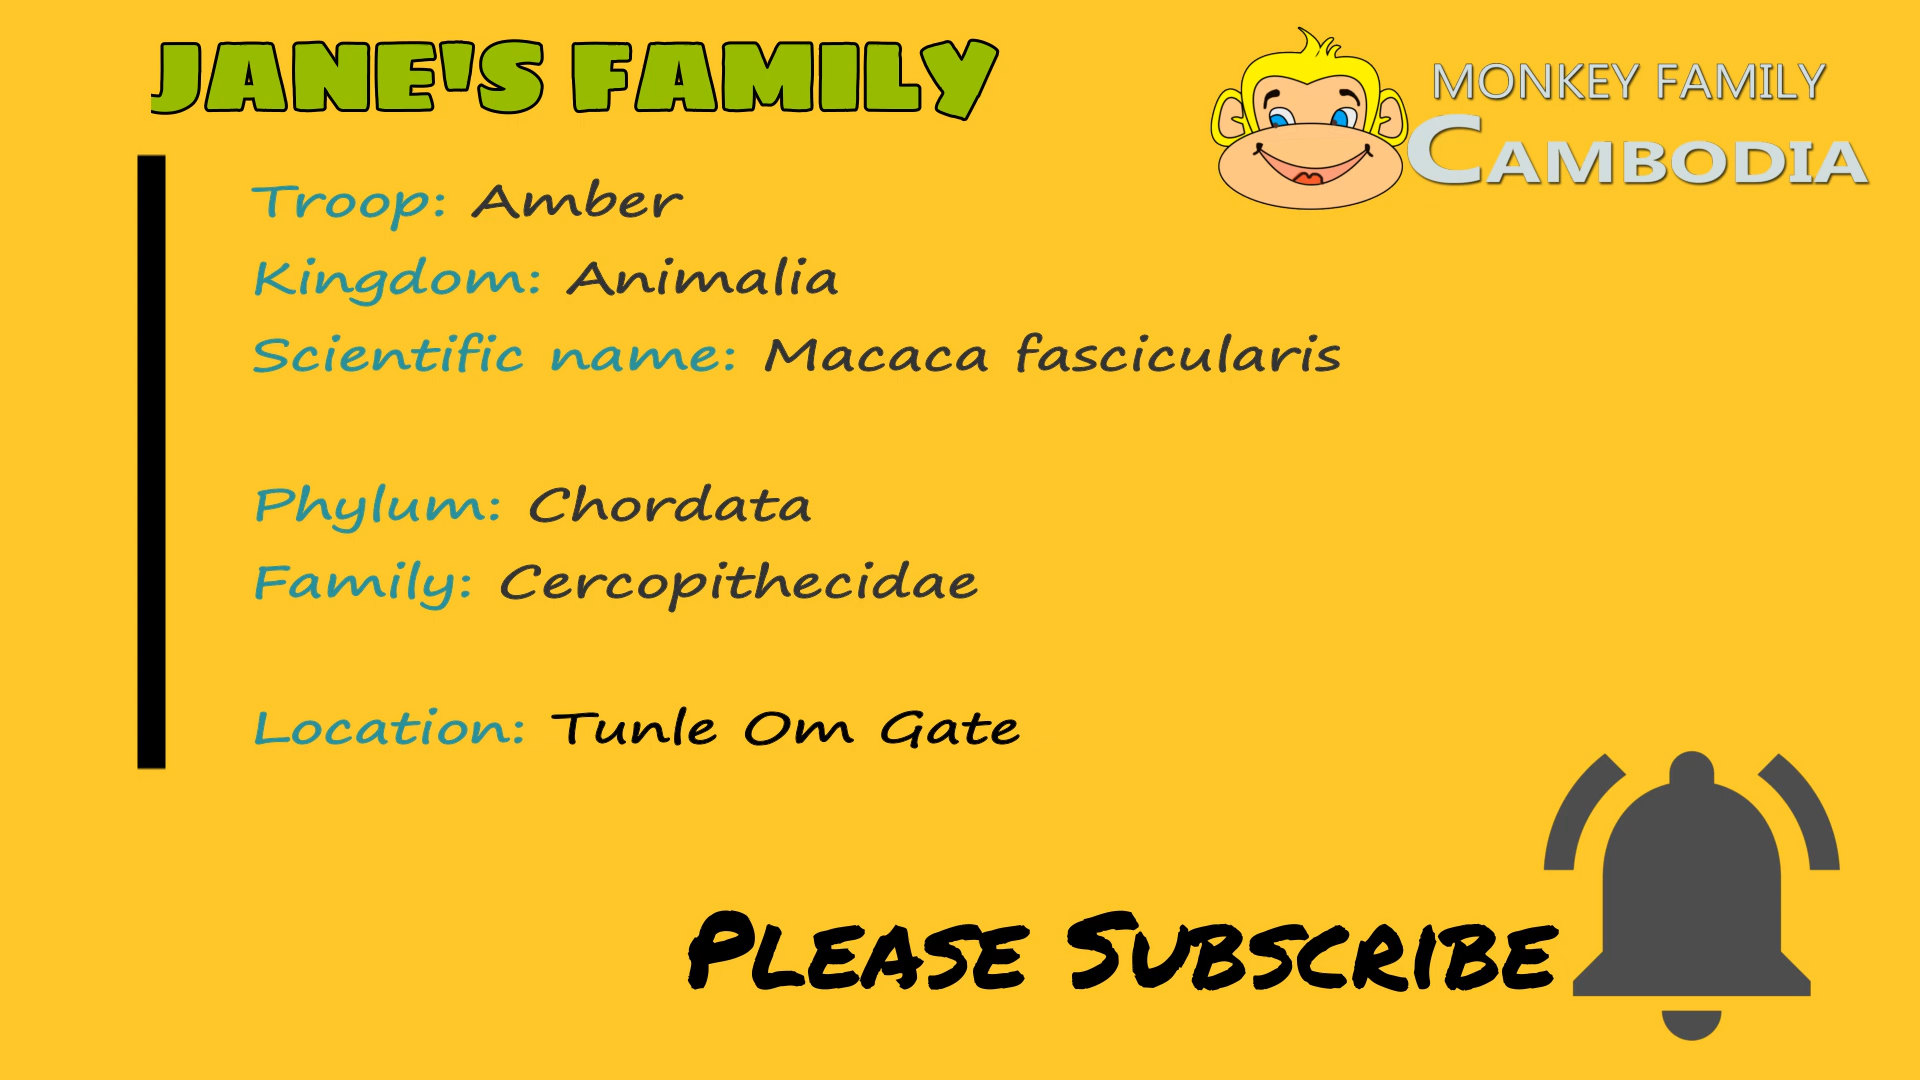 JANE'S FAMILY
MONKEY FAMILY
CAMBODIA
Troop: Amber
Kingdom: Animalia
Scientific name: Macaca fascicularis
Phylum: Chordata
Family: Cercopithecidae
Location: Tunle Om Gate
PLEASE SUBSCRIBE